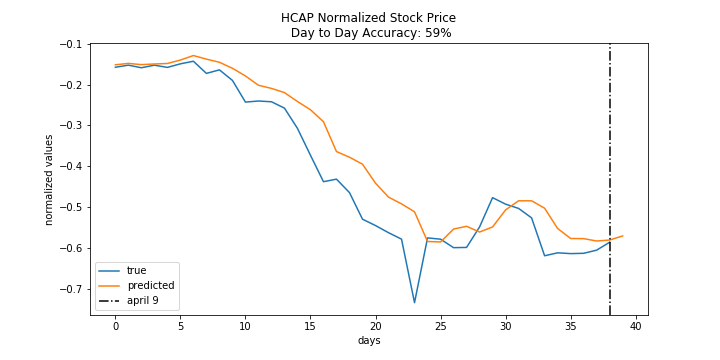 HCAP Normalized Stock Price
Day to Day Accuracy: 59%
−0.1
−0.2
−0.3
−0.4
−0.5
−0.6
−0.7
normalized values
true
predicted
april 9
0 5 10 15 20 25 30 35 40
days